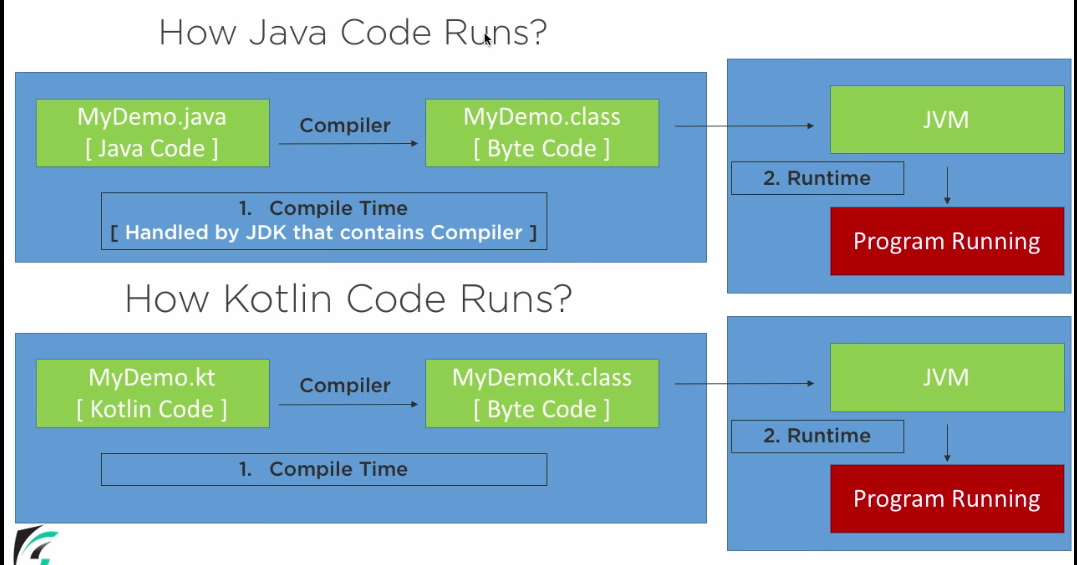 How Java Code Runs?
MyDemo.java
[ Java Code ]
Compiler
MyDemo.class
[ Byte Code ]
JVM
1. Compile Time
[ Handled by JDK that contains Compiler ]
2. Runtime
Program Running
How Kotlin Code Runs?
MyDemo.kt
[ Kotlin Code ]
Compiler
MyDemoKt.class
[ Byte Code ]
JVM
1. Compile Time
2. Runtime
Program Running